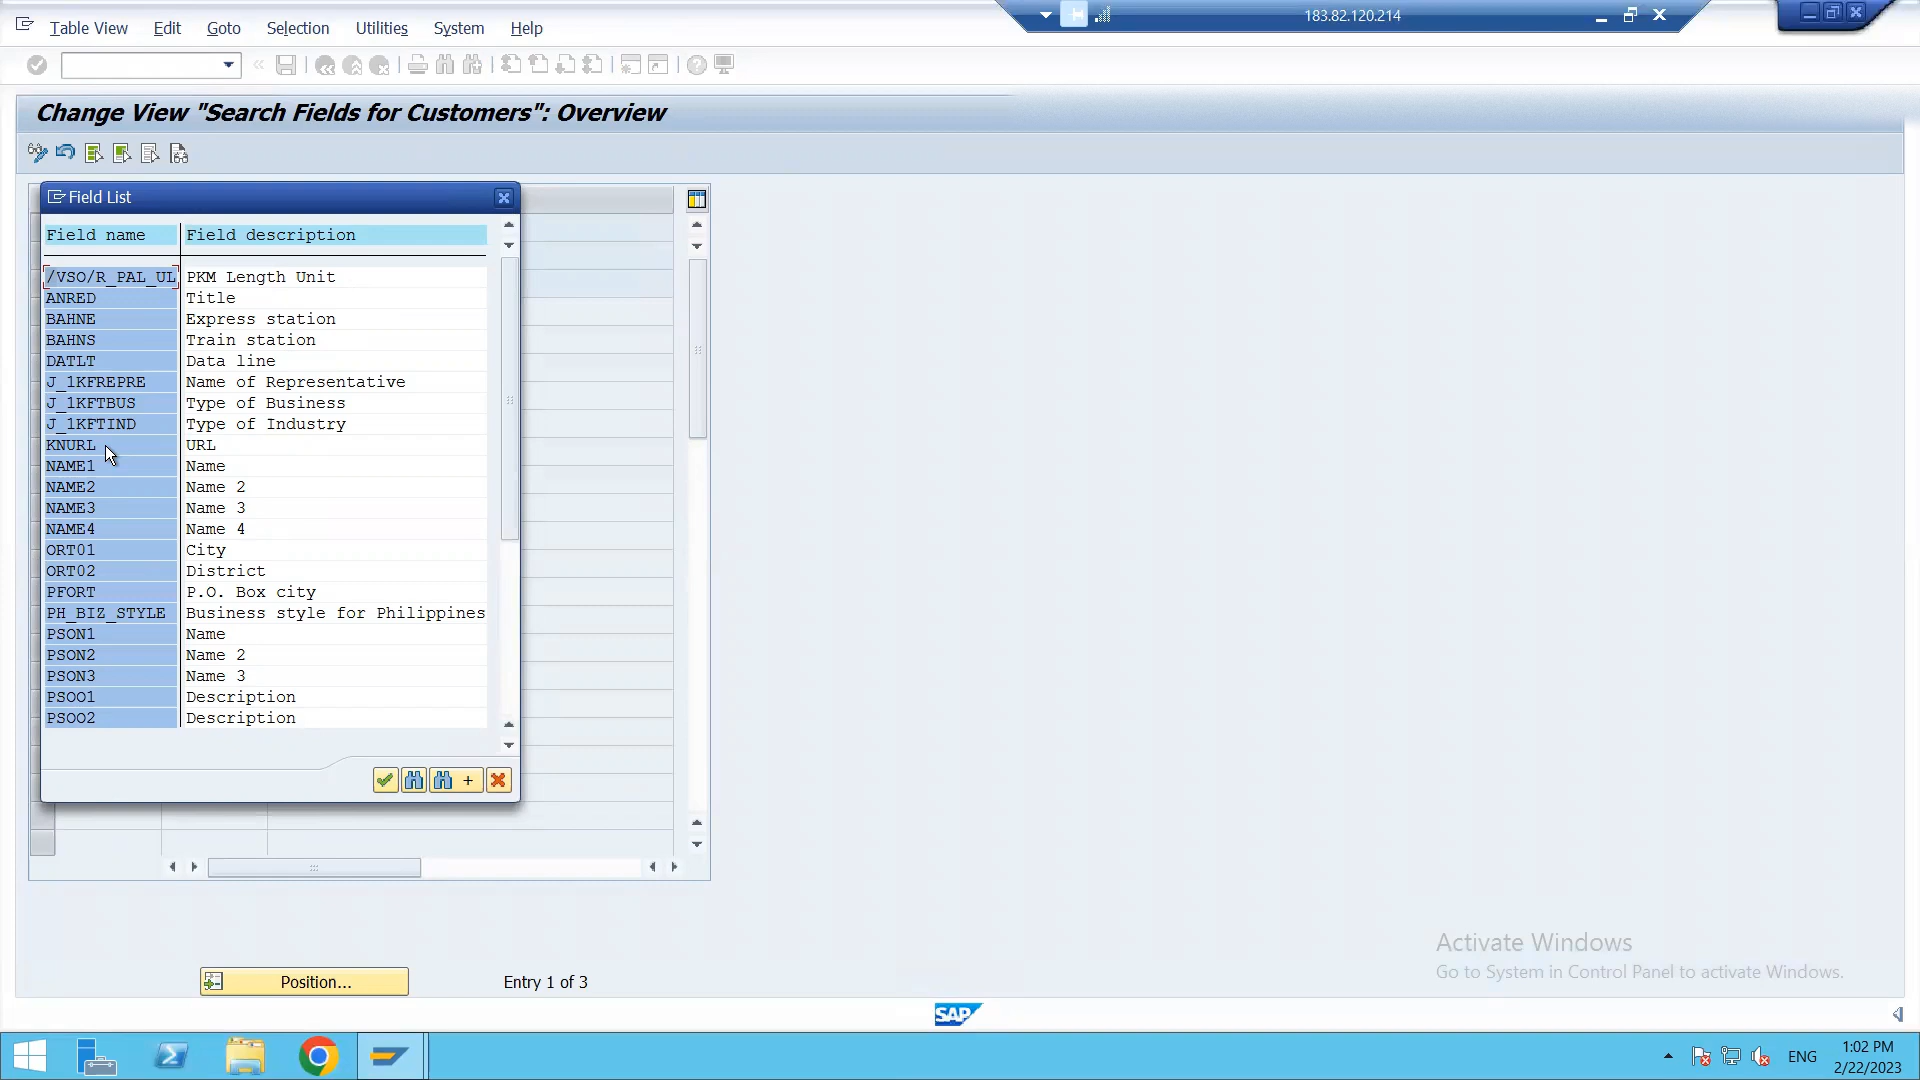 183.82.120.214
Table View Edit Goto Selection Utilities System Help
Change View "Search Fields for Customers": Overview
Field List
Field name Field description
/VSO/R_PAL_UL PKM Length Unit
ANRED Title
BAHNE Express station
BAHNS Train station
DATLT Data line
J_1KFREPRE Name of Representative
J_1KFTBUS Type of Business
J_1KFTIND Type of Industry
KNURL URL
NAME1 Name
NAME2 Name 2
NAME3 Name 3
NAME4 Name 4
ORT01 City
ORT02 District
PFORT P.O. Box city
PH_BIZ_STYLE Business style for Philippines
PSON1 Name
PSON2 Name 2
PSON3 Name 3
PSOO1 Description
PSOO2 Description
Position... Entry 1 of 3
Activate Windows
Go to System in Control Panel to activate Windows.
SAP
ENG 1:02 PM
2/22/2023